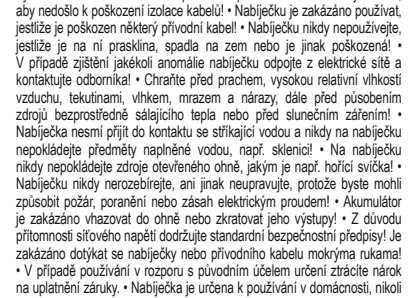 aby nedošlo k poškození izolace kabelů! • Nabíječku je zakázáno používat,
jestliže je poškozen některý přívodní kabel! • Nabíječku nikdy nepoužívejte,
jestliže je na ní prasklina, spadla na zem nebo je jinak poškozená! •
V případě zjištění jakékoli anomálie nabíječku odpojte z elektrické sítě a
kontaktujte odborníka! • Chraňte před prachem, vysokou relativní vlhkostí
vzduchu, tekutinami, vlhkem, mrazem a nárazy, dále před působením
zdrojů bezprostředně sálajícího tepla nebo před slunečním zářením! •
Nabíječka nesmí přijít do kontaktu se stříkající vodou a nikdy na nabíječku
nepokládejte předměty naplněné vodou, např. sklenici! • Na nabíječku
nikdy nepokládejte zdroje otevřeného ohně, jakým je např. hořící svíčka! •
Nabíječku nikdy nerozebírejte, ani jinak neupravujte, protože byste mohli
způsobit požár, poranění nebo zásah elektrickým proudem! • Akumulátor
je zakázáno vhazovat do ohně nebo zkratovat jeho výstupy! • Z důvodu
přítomnosti síťového napětí dodržujte standardní bezpečnostní předpisy! Je
zakázáno dotýkat se nabíječky nebo přívodního kabelu mokrýma rukama!
• V případě používání v rozporu s původním účelem určení ztrácíte nárok
na uplatnění záruky. • Nabíječka je určena k používání v domácnosti, nikoli